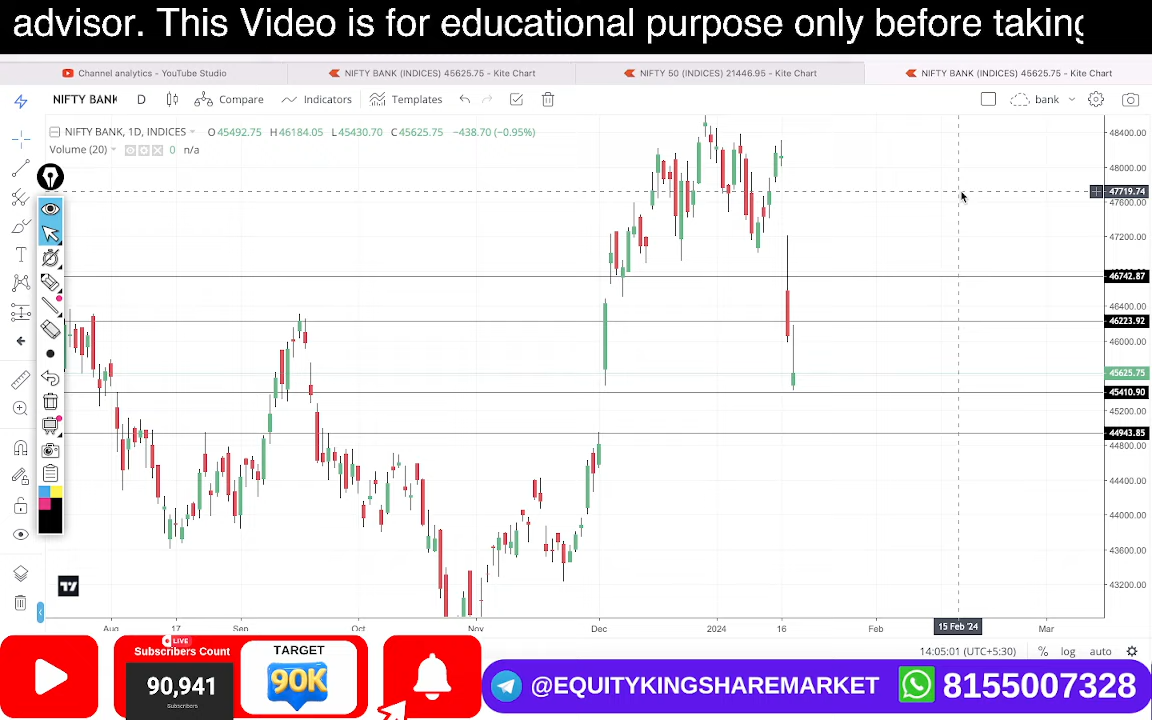 advisor. This Video is for educational purpose only before taking
Channel analytics - YouTube Studio
NIFTY BANK (INDICES) 45625.75 - Kite Chart
NIFTY 50 (INDICES) 21446.95 - Kite Chart
NIFTY BANK (INDICES) 45625.75 - Kite Chart
NIFTY BANK D Compare Indicators Templates bank
NIFTY BANK, 1D, INDICES O45492.75 H46184.05 L45430.70 C45625.75 −438.70 (−0.95%)
Volume (20) 0 n/a
48400.00
48000.00
47719.74
47600.00
47200.00
46742.87
46400.00
46223.92
46000.00
45625.75
45410.90
45200.00
44943.85
44800.00
44400.00
44000.00
43600.00
43200.00
Aug 17 Sep Oct Nov Dec 2024 16 Feb 15 Feb '24 Mar
14:05:01 (UTC+5:30) % log auto
LIVE
Subscribers Count
90,941
Subscribers
TARGET
90K
@EQUITYKINGSHAREMARKET
8155007328